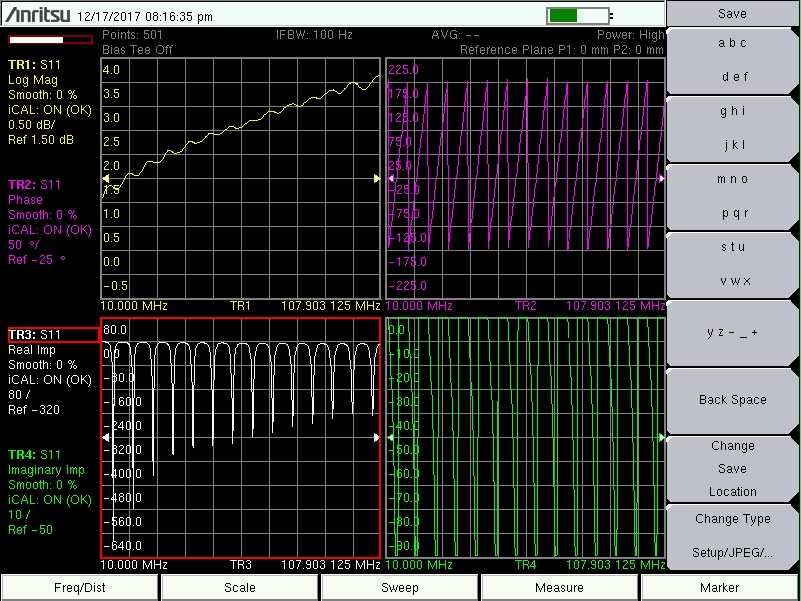 Anritsu 12/17/2017 08:16:35 pm
Save
Points: 501 IFBW: 100 Hz AVG: -- Power: High
Bias Tee Off Reference Plane P1: 0 mm P2: 0 mm
TR1: S11
Log Mag
Smooth: 0 %
iCAL: ON (OK)
0.50 dB/
Ref 1.50 dB
4.0
3.5
3.0
2.5
2.0
1.5
1.0
0.5
0.0
-0.5
10.000 MHz TR1 107.903 125 MHz
TR2: S11
Phase
Smooth: 0 %
iCAL: ON (OK)
50 °/
Ref -25 °
225.0
175.0
125.0
75.0
25.0
-25.0
-75.0
-125.0
-175.0
-225.0
10.000 MHz TR2 107.903 125 MHz
TR3: S11
Real Imp
Smooth: 0 %
iCAL: ON (OK)
80 /
Ref -320
80.0
0.0
-80.0
-160.0
-240.0
-320.0
-400.0
-480.0
-560.0
-640.0
10.000 MHz TR3 107.903 125 MHz
TR4: S11
Imaginary Imp
Smooth: 0 %
iCAL: ON (OK)
10 /
Ref -50
0.0
-10.0
-20.0
-30.0
-40.0
-50.0
-60.0
-70.0
-80.0
-90.0
10.000 MHz TR4 107.903 125 MHz
a b c
d e f
g h i
j k l
m n o
p q r
s t u
v w x
y z - _ +
Back Space
Change
Save
Location
Change Type
Setup/JPEG/...
Freq/Dist Scale Sweep Measure Marker